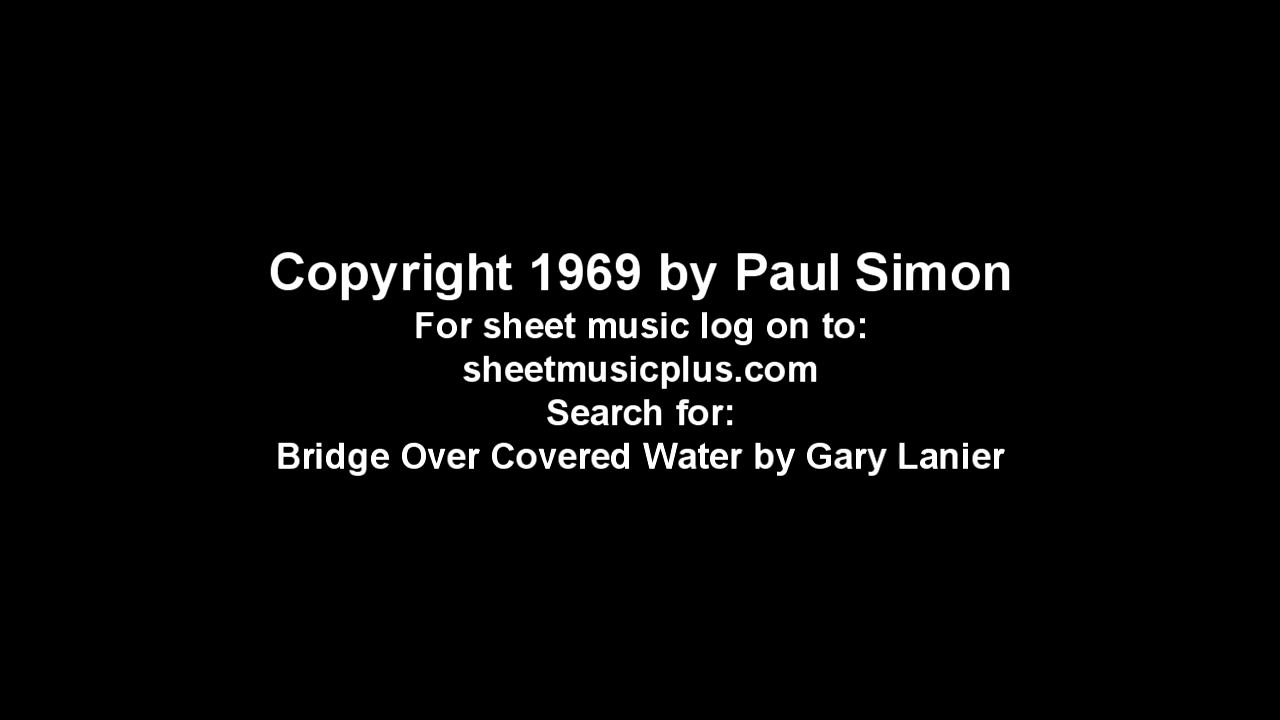 Copyright 1969 by Paul Simon
For sheet music log on to:
sheetmusicplus.com
Search for:
Bridge Over Covered Water by Gary Lanier